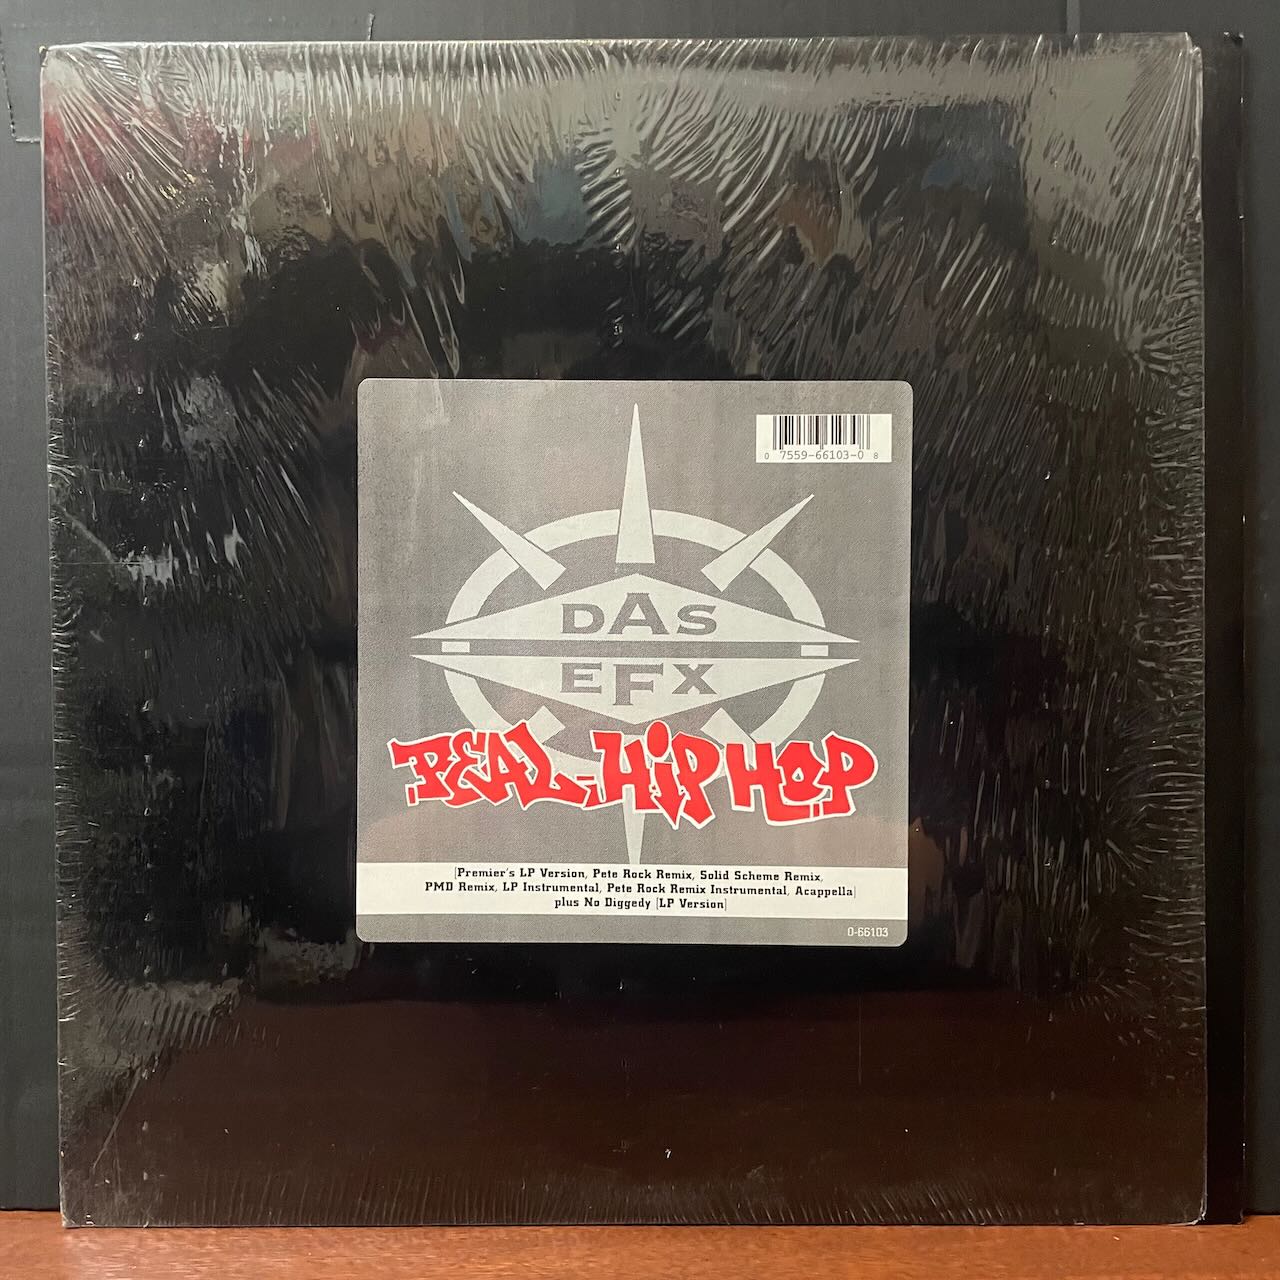 0 7559-66103-0 8
DAS
EFX
REAL HIP HOP
[Premier's LP Version, Pete Rock Remix, Solid Scheme Remix,
PMD Remix, LP Instrumental, Pete Rock Remix Instrumental, Acappella]
plus No Diggedy [LP Version]
0-66103